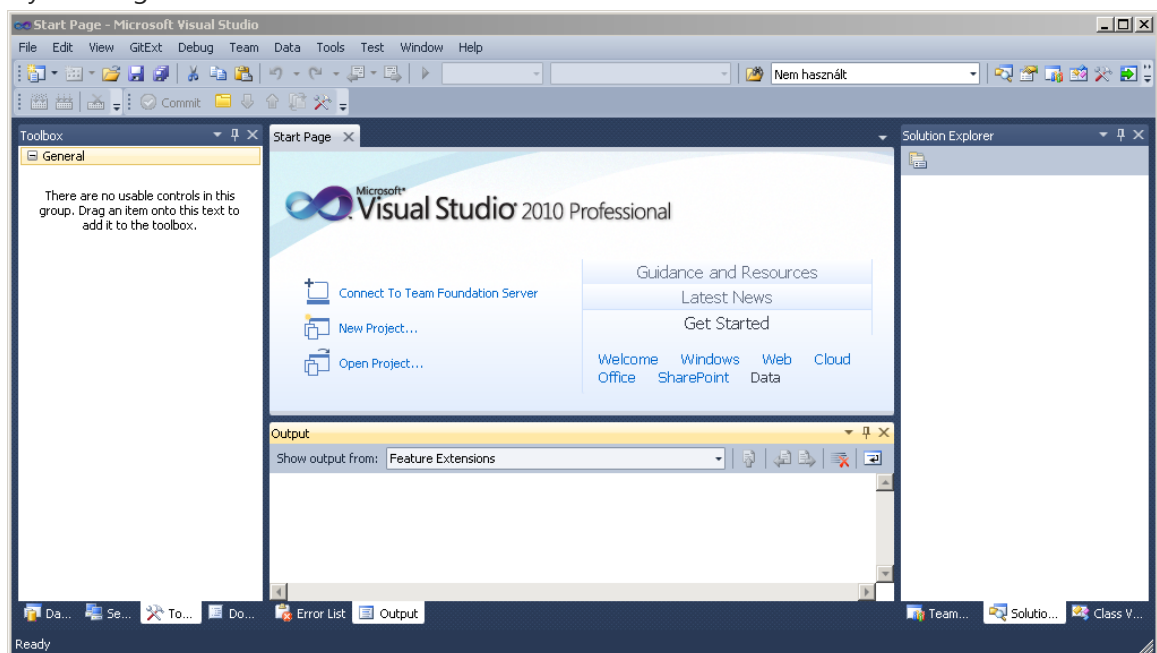 Start Page - Microsoft Visual Studio
File Edit View GitExt Debug Team Data Tools Test Window Help
Nem használt
Commit
Toolbox
Start Page
Solution Explorer
General
There are no usable controls in this
group. Drag an item onto this text to
add it to the toolbox.
Microsoft®
Visual Studio® 2010 Professional
Connect To Team Foundation Server
New Project...
Open Project...
Guidance and Resources
Latest News
Get Started
Welcome Windows Web Cloud
Office SharePoint Data
Output
Show output from: Feature Extensions
Da... Se... To... Do... Error List Output Team... Solutio... Class V...
Ready